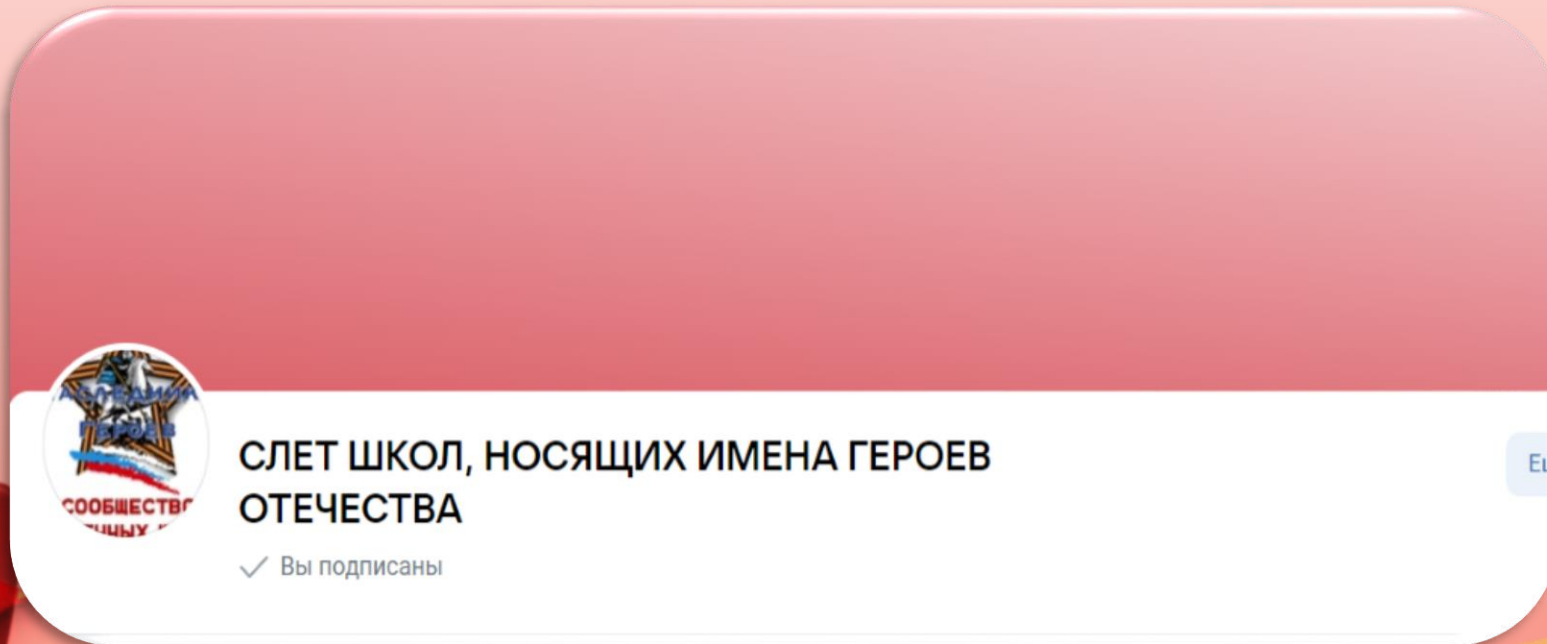 ГЕРОЕВ
СООБЩЕСТВО
СЛЕТ ШКОЛ, НОСЯЩИХ ИМЕНА ГЕРОЕВ
ОТЕЧЕСТВА
Вы подписаны